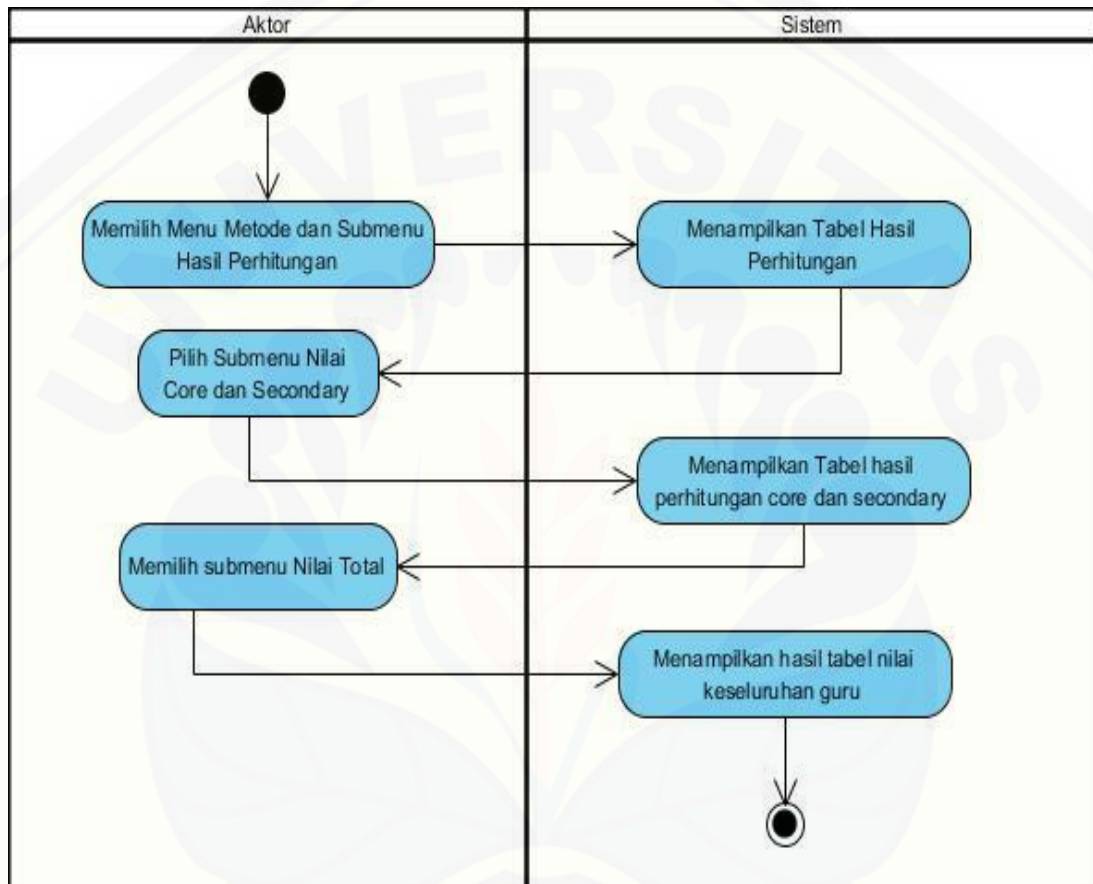 Aktor
Sistem
Memilih Menu Metode dan Submenu
Hasil Perhitungan
Menampilkan Tabel Hasil
Perhitungan
Pilih Submenu Nilai
Core dan Secondary
Menampilkan Tabel hasil
perhitungan core dan secondary
Memilih submenu Nilai Total
Menampilkan hasil tabel nilai
keseluruhan guru
UNIVERSITAS